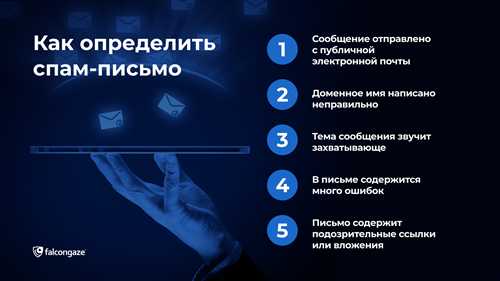 Как определить
спам-письмо
1
Сообщение отправлено
с публичной
электронной почты
2
Доменное имя написано
неправильно
3
Тема сообщения звучит
захватывающе
4
В письме содержится
много ошибок
5
Письмо содержит
подозрительные ссылки
или вложения
falcongaze